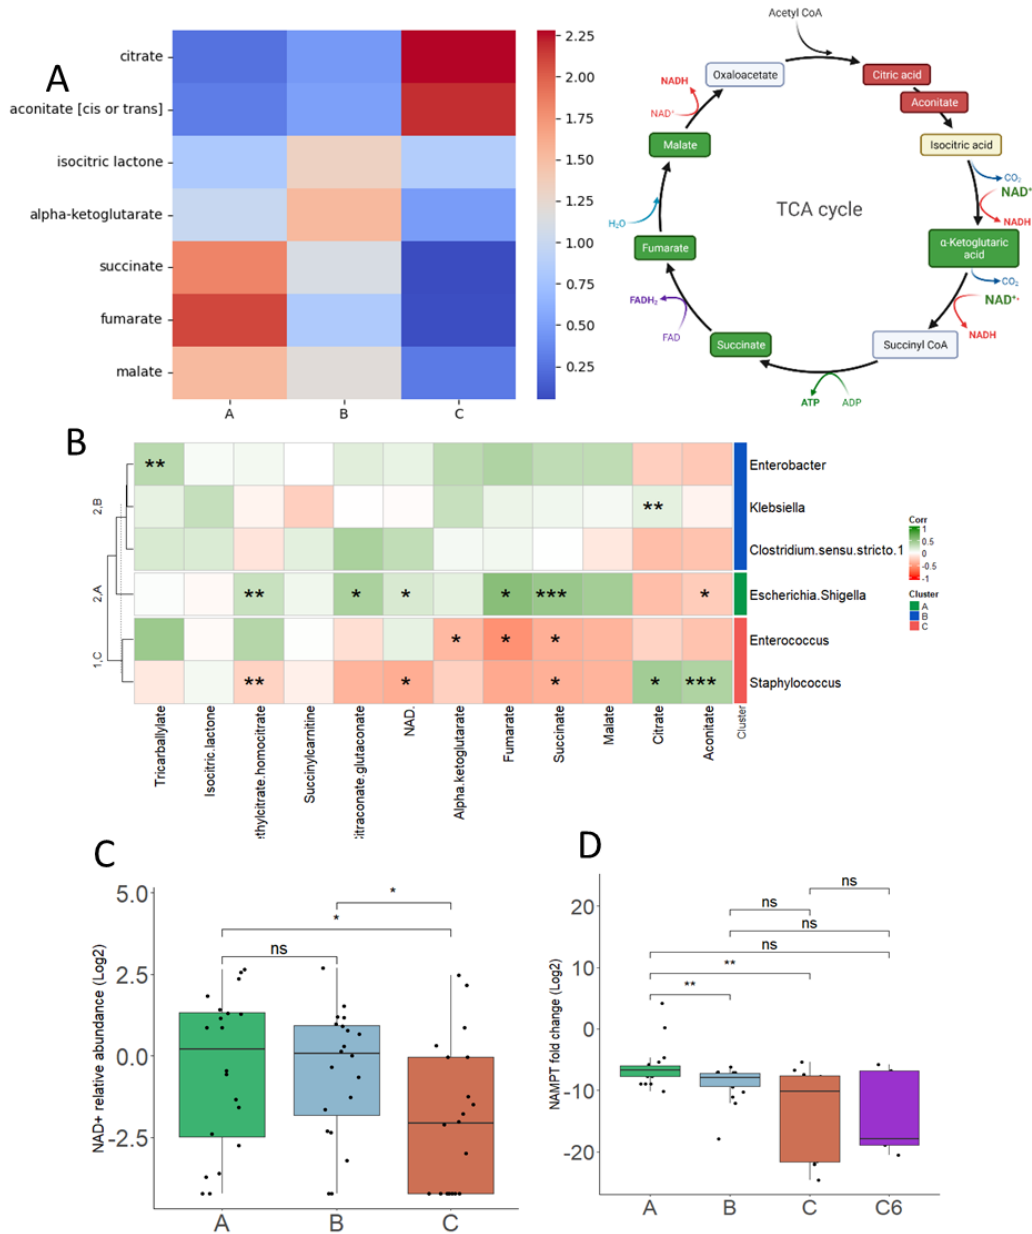 A
citrate
aconitate [cis or trans]
isocitric lactone
alpha-ketoglutarate
succinate
fumarate
malate
A B C
2.25
2.00
1.75
1.50
1.25
1.00
0.75
0.50
0.25
Acetyl CoA
Oxaloacetate
Citric acid
Aconitate
Isocitric acid
NADH
NAD⁺
Malate
CO₂
NAD⁺
NADH
TCA cycle
H₂O
Fumarate
α-Ketoglutaric
acid
CO₂
NAD⁺
NADH
FADH₂
FAD
Succinate
Succinyl CoA
ATP ADP
B
2,B
2,A
1,C
** Enterobacter
** Klebsiella
Clostridium.sensu.stricto.1
** * * * *** * Escherichia.Shigella
* * * Enterococcus
** * * * *** Staphylococcus
Corr
1
0.5
0
-0.5
-1
Cluster
A
B
C
Tricarballylate
Isocitric.lactone
ethylcitrate.homocitrate
Succinylcarnitine
Citraconate.glutaconate
NAD.
Alpha.ketoglutarate
Fumarate
Succinate
Malate
Citrate
Aconitate
Cluster
C
NAD+ relative abundance (Log2)
5.0
2.5
0.0
-2.5
*
*
ns
A B C
D
NAMPT fold change (Log2)
20
10
0
-10
-20
ns
ns
ns
ns
**
**
A B C C6